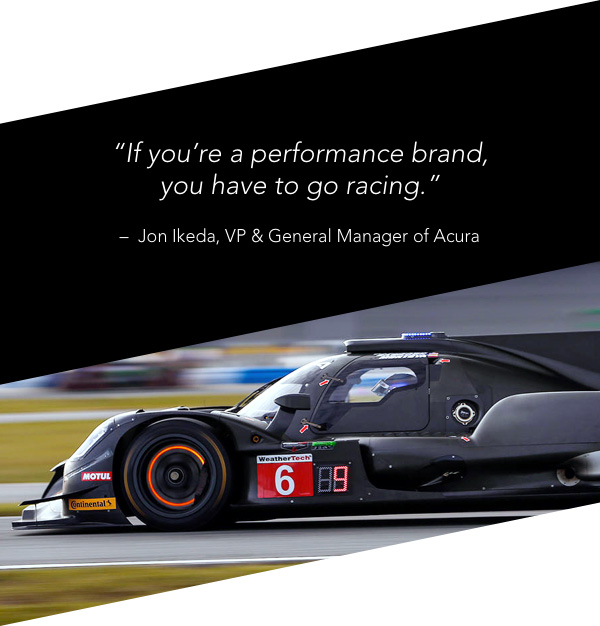 “If you’re a performance brand,
you have to go racing.”
– Jon Ikeda, VP & General Manager of Acura
WeatherTech
6
9
MOTUL
Continental